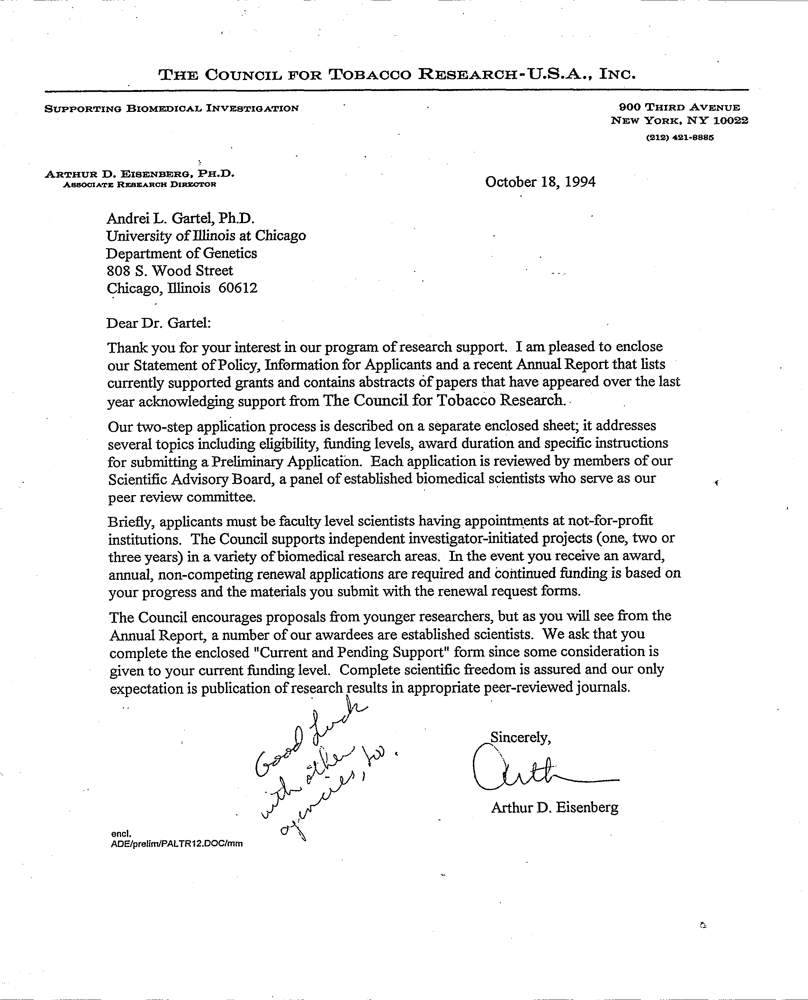 THE COUNCIL FOR TOBACCO RESEARCH-U.S.A., INC.
SUPPORTING BIOMEDICAL INVESTIGATION
900 THIRD AVENUE
NEW YORK, NY 10022
(212) 421-8885
ARTHUR D. EISENBERG, PH.D.
ASSOCIATE RESEARCH DIRECTOR
October 18, 1994
Andrei L. Gartel, Ph.D.
University of Illinois at Chicago
Department of Genetics
808 S. Wood Street
Chicago, Illinois 60612
Dear Dr. Gartel:
Thank you for your interest in our program of research support. I am pleased to enclose
our Statement of Policy, Information for Applicants and a recent Annual Report that lists
currently supported grants and contains abstracts of papers that have appeared over the last
year acknowledging support from The Council for Tobacco Research.
Our two-step application process is described on a separate enclosed sheet; it addresses
several topics including eligibility, funding levels, award duration and specific instructions
for submitting a Preliminary Application. Each application is reviewed by members of our
Scientific Advisory Board, a panel of established biomedical scientists who serve as our
peer review committee.
Briefly, applicants must be faculty level scientists having appointments at not-for-profit
institutions. The Council supports independent investigator-initiated projects (one, two or
three years) in a variety of biomedical research areas. In the event you receive an award,
annual, non-competing renewal applications are required and continued funding is based on
your progress and the materials you submit with the renewal request forms.
The Council encourages proposals from younger researchers, but as you will see from the
Annual Report, a number of our awardees are established scientists. We ask that you
complete the enclosed "Current and Pending Support" form since some consideration is
given to your current funding level. Complete scientific freedom is assured and our only
expectation is publication of research results in appropriate peer-reviewed journals.
Good Luck
with other
agencies, too.
Sincerely,
Arth
Arthur D. Eisenberg
encl.
ADE/prelim/PALTR12.DOC/mm